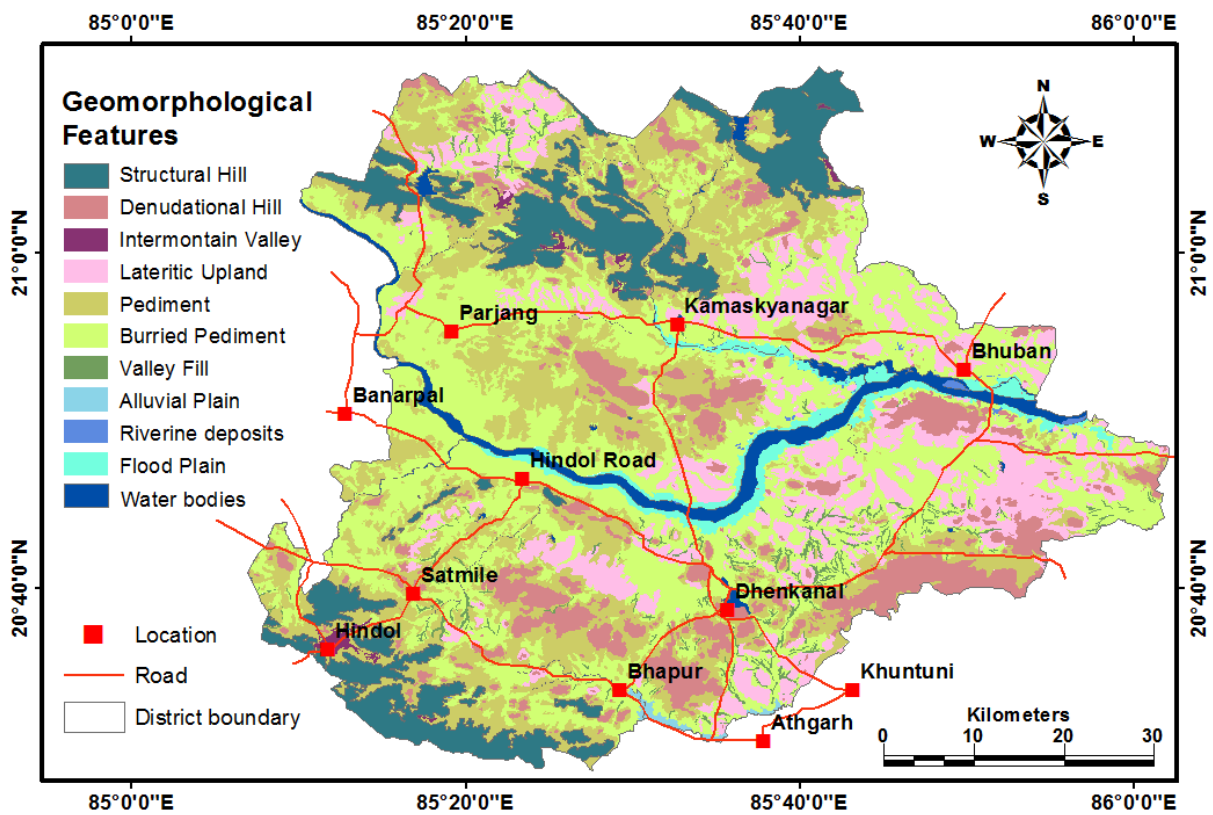 85°0'0"E 85°20'0"E 85°40'0"E 86°0'0"E
Geomorphological
Features
Structural Hill
Denudational Hill
Intermontain Valley
Lateritic Upland
Pediment
Burried Pediment
Valley Fill
Alluvial Plain
Riverine deposits
Flood Plain
Water bodies
Location
Road
District boundary
N
W E
S
21°0'0"N 21°0'0"N
Parjang
Kamaskyanagar
Bhuban
Banarpal
Hindol Road
Satmile
Dhenkanal
20°40'0"N 20°40'0"N
Hindol
Bhapur
Khuntuni
Athgarh
Kilometers
0 10 20 30
85°0'0"E 85°20'0"E 85°40'0"E 86°0'0"E